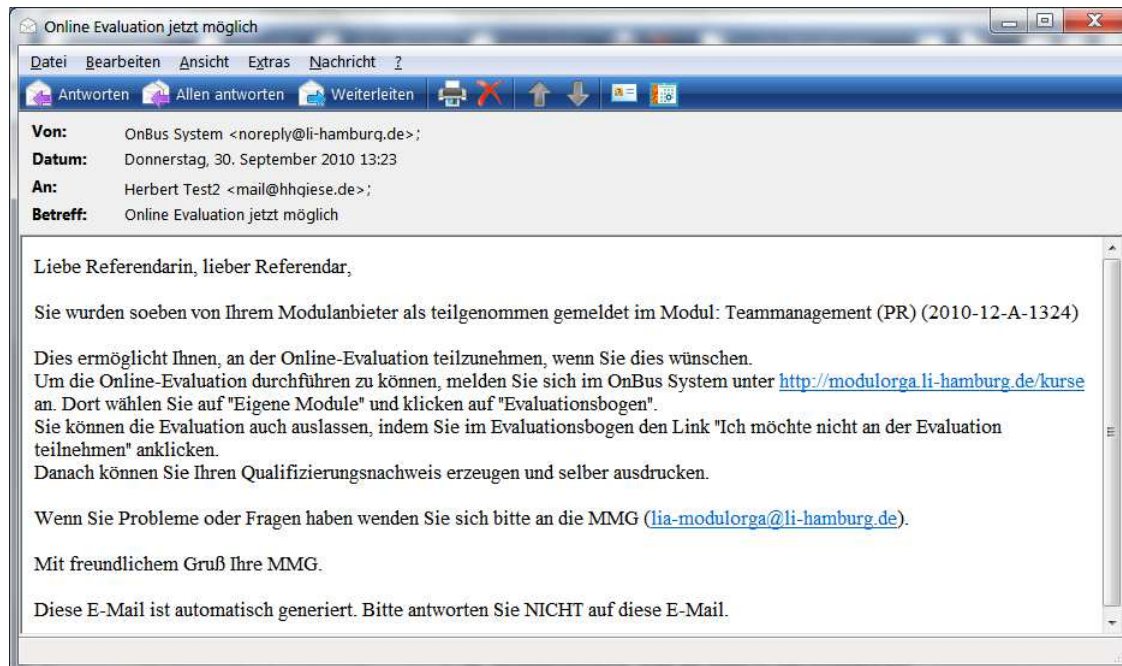 Online Evaluation jetzt möglich
Datei Bearbeiten Ansicht Extras Nachricht ?
Antworten Allen antworten Weiterleiten
Von: OnBus System <noreply@li-hamburg.de>;
Datum: Donnerstag, 30. September 2010 13:23
An: Herbert Test2 <mail@hhgiese.de>;
Betreff: Online Evaluation jetzt möglich
Liebe Referendarin, lieber Referendar,
Sie wurden soeben von Ihrem Modulanbieter als teilgenommen gemeldet im Modul: Teammanagement (PR) (2010-12-A-1324)
Dies ermöglicht Ihnen, an der Online-Evaluation teilzunehmen, wenn Sie dies wünschen.
Um die Online-Evaluation durchführen zu können, melden Sie sich im OnBus System unter http://modulorga.li-hamburg.de/kurse
an. Dort wählen Sie auf "Eigene Module" und klicken auf "Evaluationsbogen".
Sie können die Evaluation auch auslassen, indem Sie im Evaluationsbogen den Link "Ich möchte nicht an der Evaluation
teilnehmen" anklicken.
Danach können Sie Ihren Qualifizierungsnachweis erzeugen und selber ausdrucken.
Wenn Sie Probleme oder Fragen haben wenden Sie sich bitte an die MMG (lia-modulorga@li-hamburg.de).
Mit freundlichem Gruß Ihre MMG.
Diese E-Mail ist automatisch generiert. Bitte antworten Sie NICHT auf diese E-Mail.